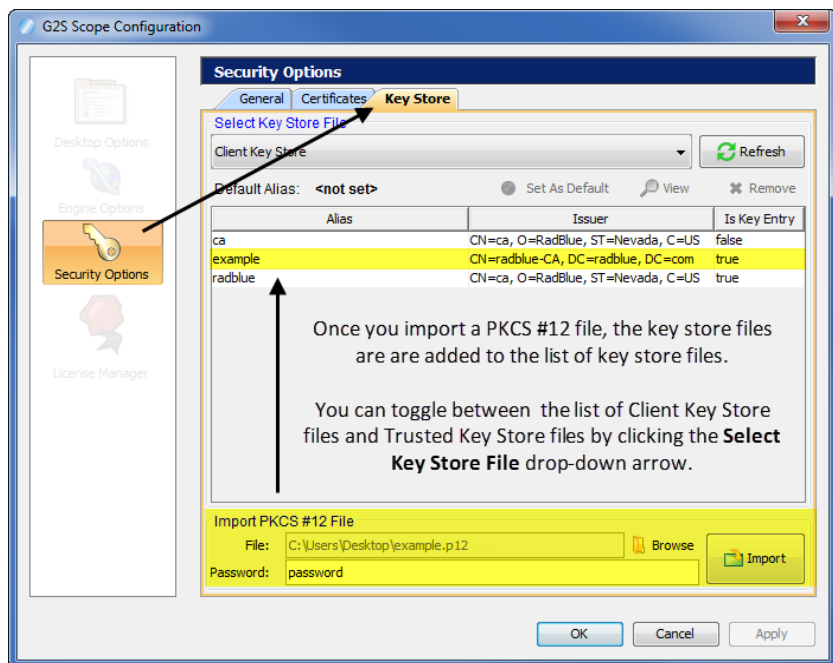 G2S Scope Configuration
x
Desktop Options
Engine Options
Security Options
License Manager
Security Options
General Certificates Key Store
Select Key Store File
Client Key Store
Refresh
Default Alias: <not set> Set As Default View Remove
Alias Issuer Is Key Entry
ca CN=ca, O=RadBlue, ST=Nevada, C=US false
example CN=radblue-CA, DC=radblue, DC=com true
radblue CN=ca, O=RadBlue, ST=Nevada, C=US true
Once you import a PKCS #12 file, the key store files
are are added to the list of key store files.
You can toggle between the list of Client Key Store
files and Trusted Key Store files by clicking the Select
Key Store File drop-down arrow.
Import PKCS #12 File
File: C:\Users\Desktop\example.p12 Browse
Import
Password: password
OK Cancel Apply